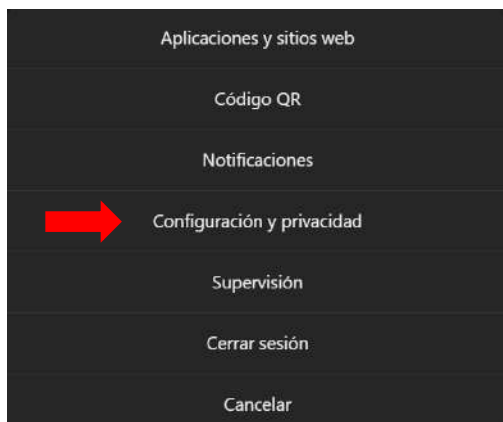 Aplicaciones y sitios web
Código QR
Notificaciones
Configuración y privacidad
Supervisión
Cerrar sesión
Cancelar